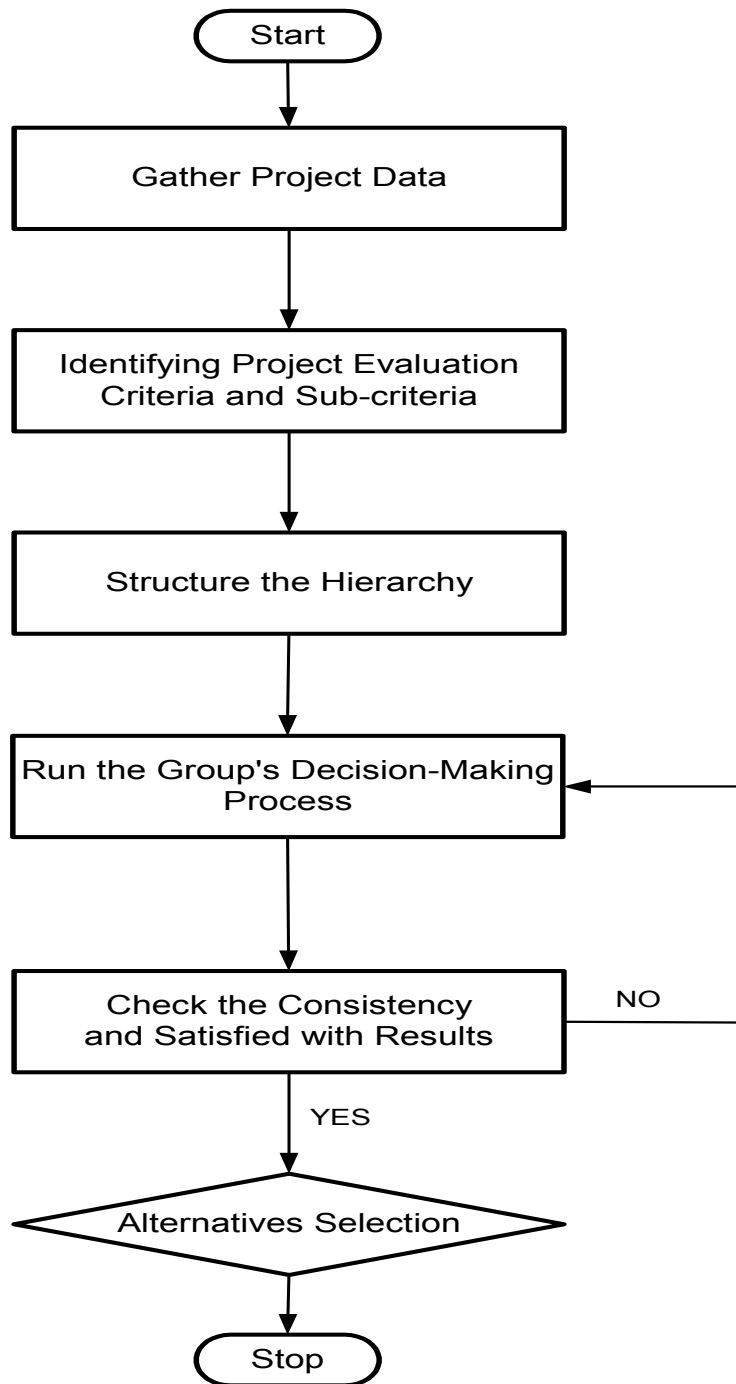 Start
Gather Project Data
Identifying Project Evaluation
Criteria and Sub-criteria
Structure the Hierarchy
Run the Group's Decision-Making
Process
Check the Consistency
and Satisfied with Results
NO
YES
Alternatives Selection
Stop